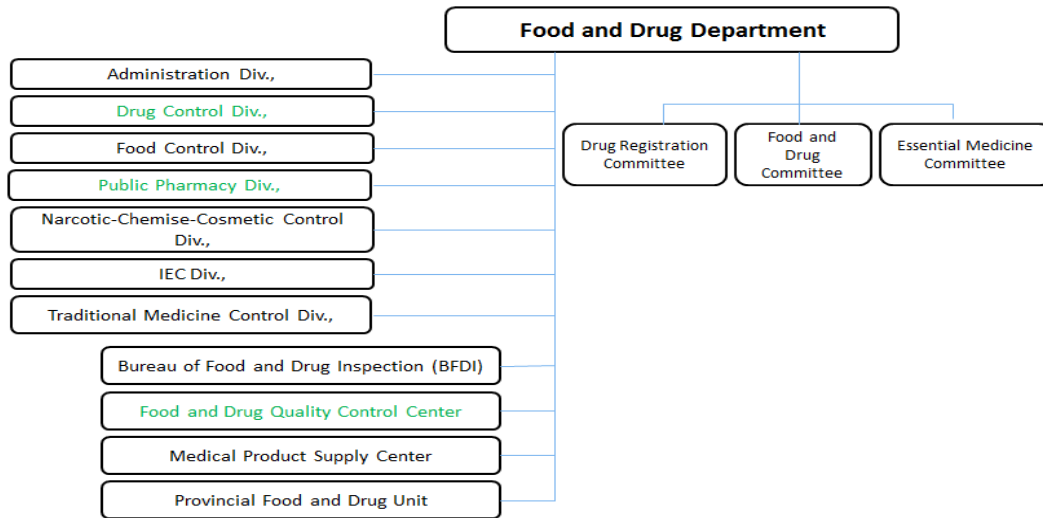 Food and Drug Department
Administration Div.,
Drug Control Div.,
Food Control Div.,
Public Pharmacy Div.,
Narcotic-Chemise-Cosmetic Control
Div.,
IEC Div.,
Traditional Medicine Control Div.,
Bureau of Food and Drug Inspection (BFDI)
Food and Drug Quality Control Center
Medical Product Supply Center
Provincial Food and Drug Unit
Drug Registration
Committee
Food and
Drug
Committee
Essential Medicine
Committee